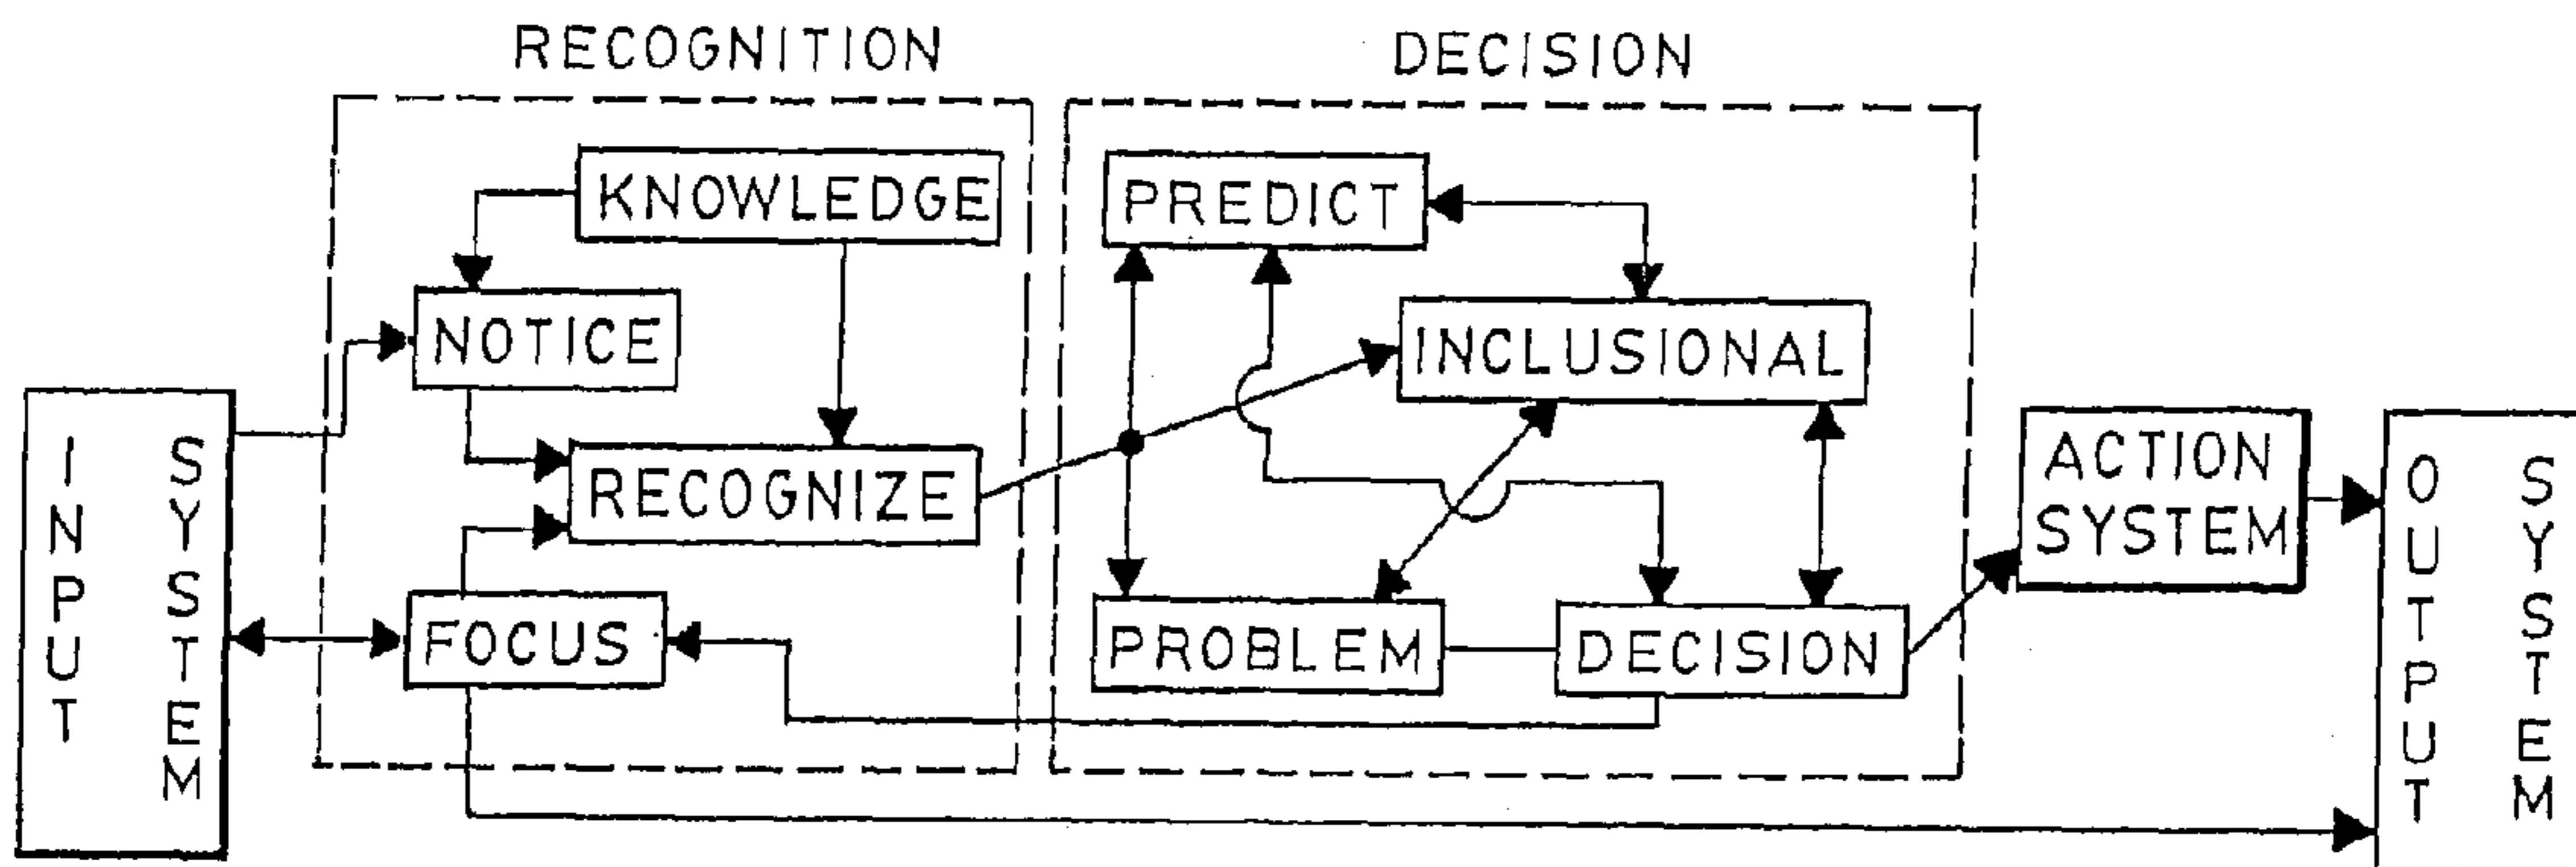 RECOGNITION
DECISION
KNOWLEDGE
PREDICT
NOTICE
INCLUSIONAL
INPUT
SYSTEM
RECOGNIZE
ACTION
SYSTEM
OUTPUT
SYSTEM
FOCUS
PROBLEM
DECISION